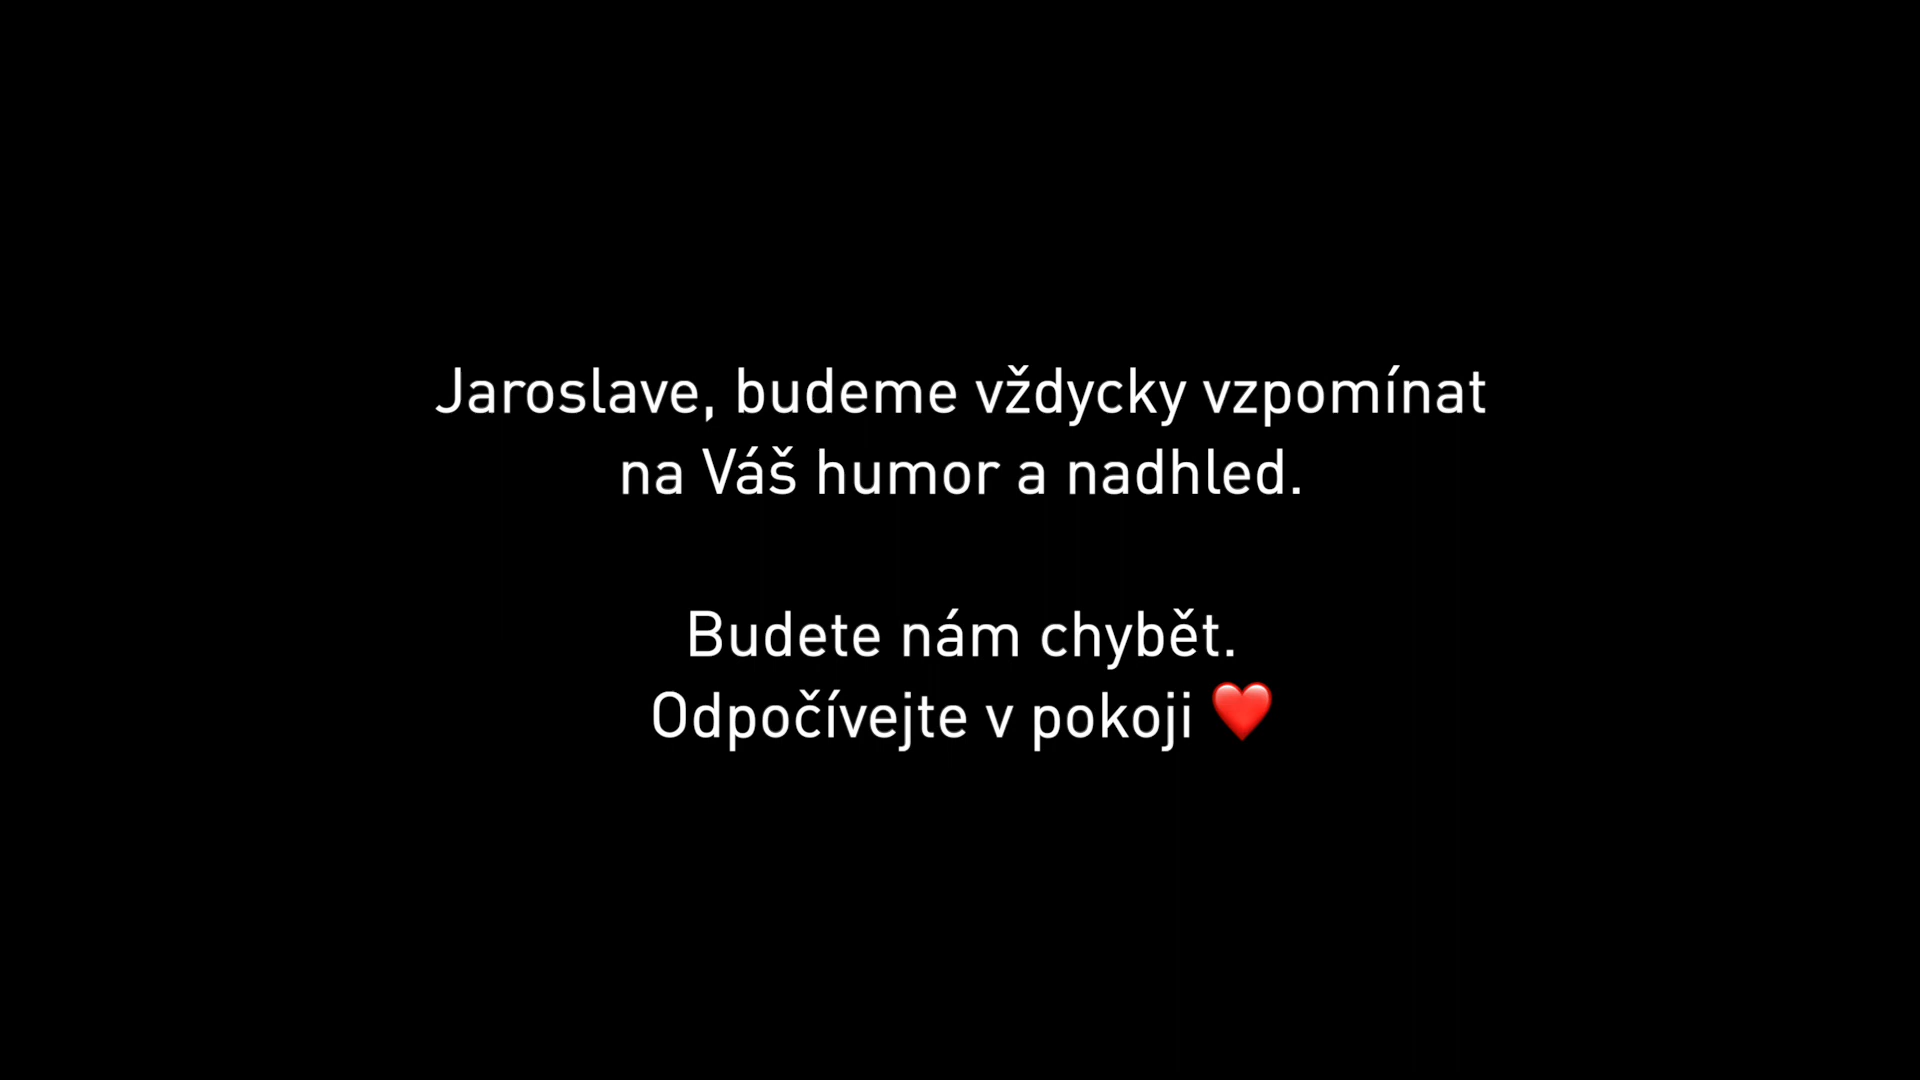 Jaroslave, budeme vždycky vzpomínat
na Váš humor a nadhled.
Budete nám chybět.
Odpočívejte v pokoji ❤️